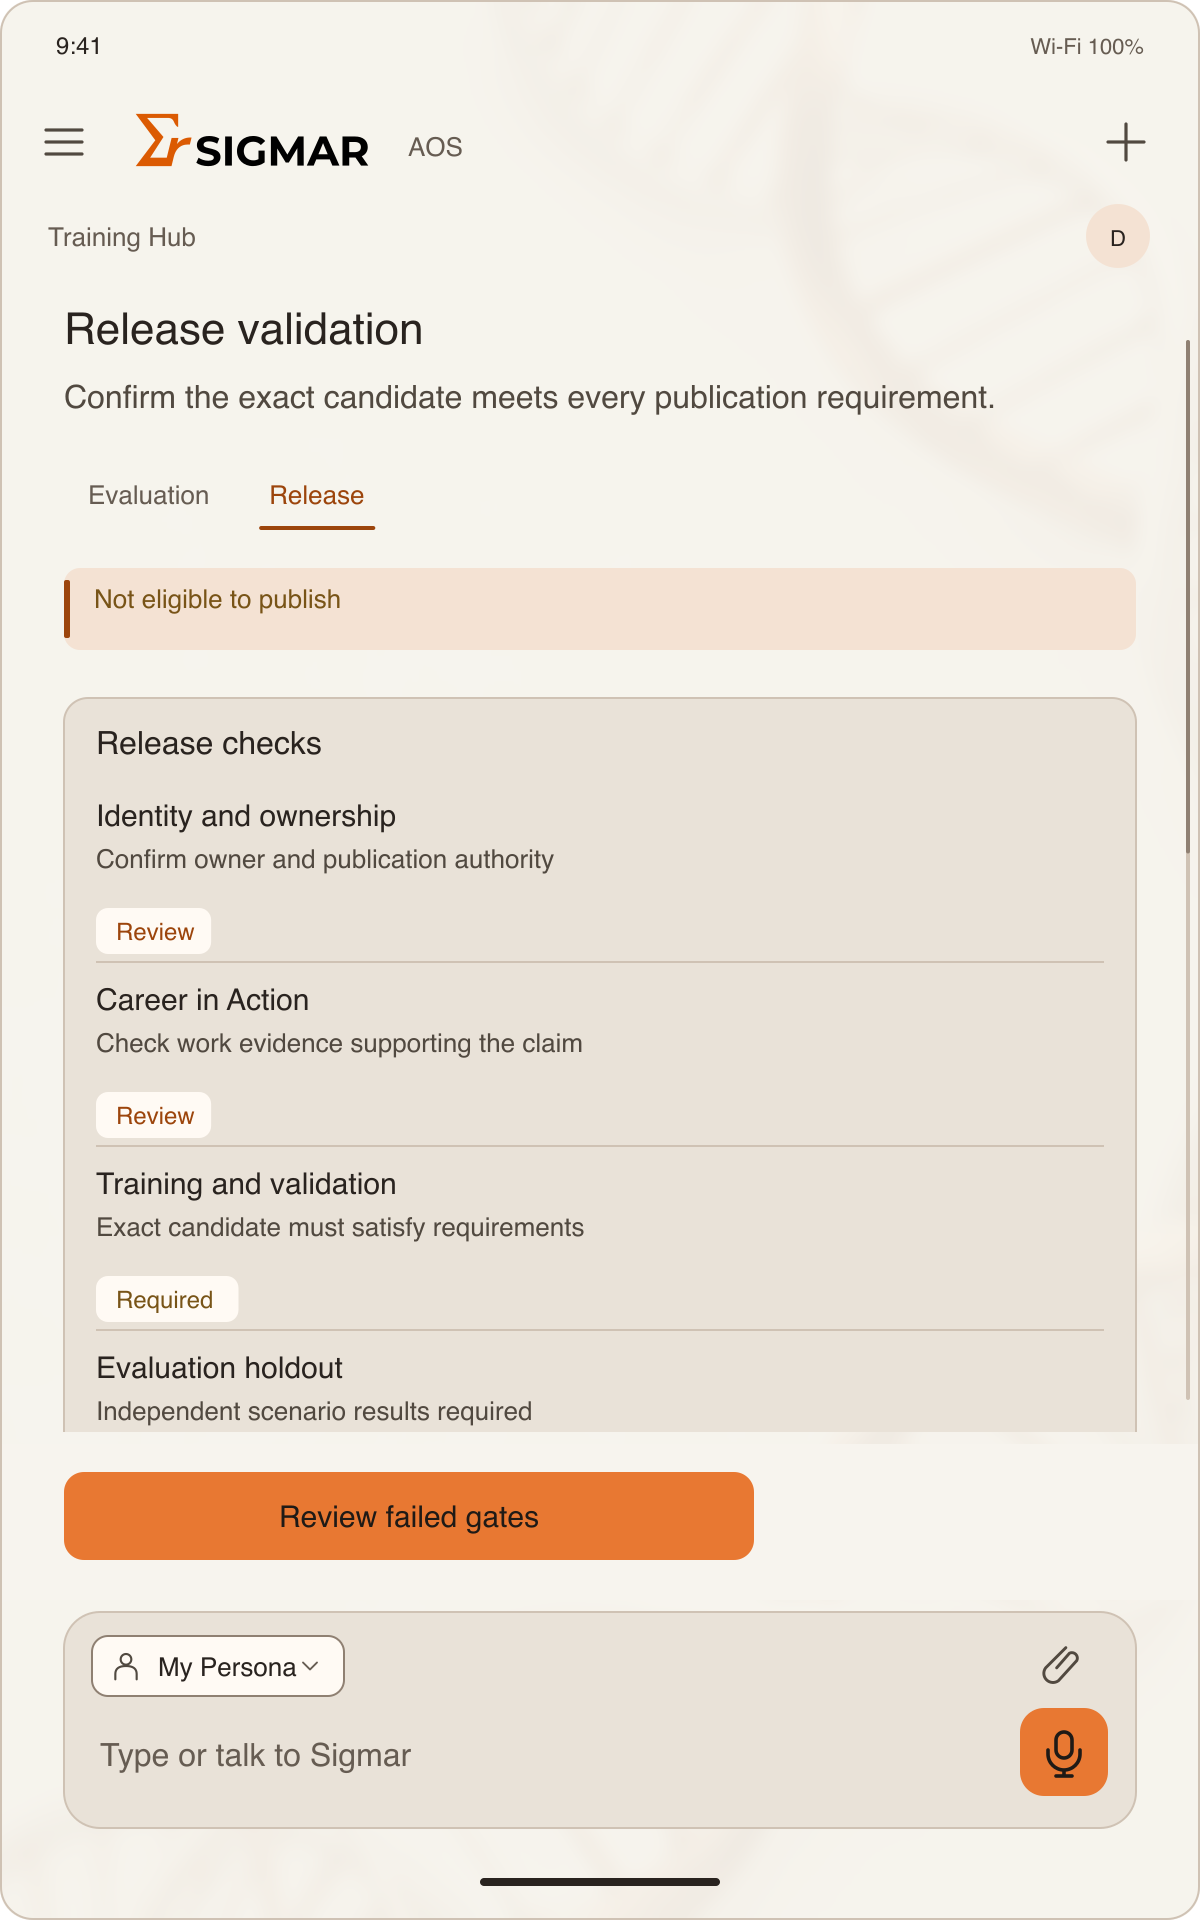 9:41
Wi-Fi 100%
Σr SIGMAR AOS
Training Hub
D
Release validation
Confirm the exact candidate meets every publication requirement.
Evaluation
Release
Not eligible to publish
Release checks
Identity and ownership
Confirm owner and publication authority
Review
Career in Action
Check work evidence supporting the claim
Review
Training and validation
Exact candidate must satisfy requirements
Required
Evaluation holdout
Independent scenario results required
Review failed gates
My Persona
Type or talk to Sigmar